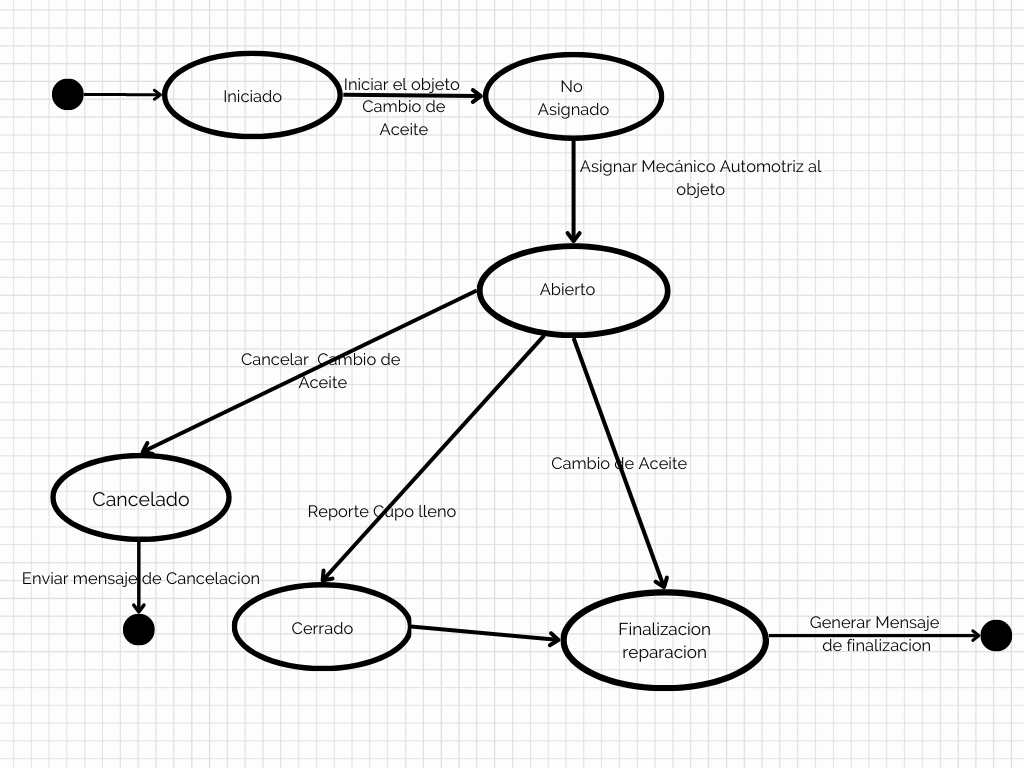 Iniciado
Iniciar el objeto
Cambio de
Aceite
No
Asignado
Asignar Mecánico Automotriz al
objeto
Abierto
Cancelar  Cambio de
Aceite
Cambio de Aceite
Cancelado
Reporte Cupo lleno
Enviar mensaje de Cancelacion
Cerrado
Finalizacion
reparacion
Generar Mensaje
de finalizacion